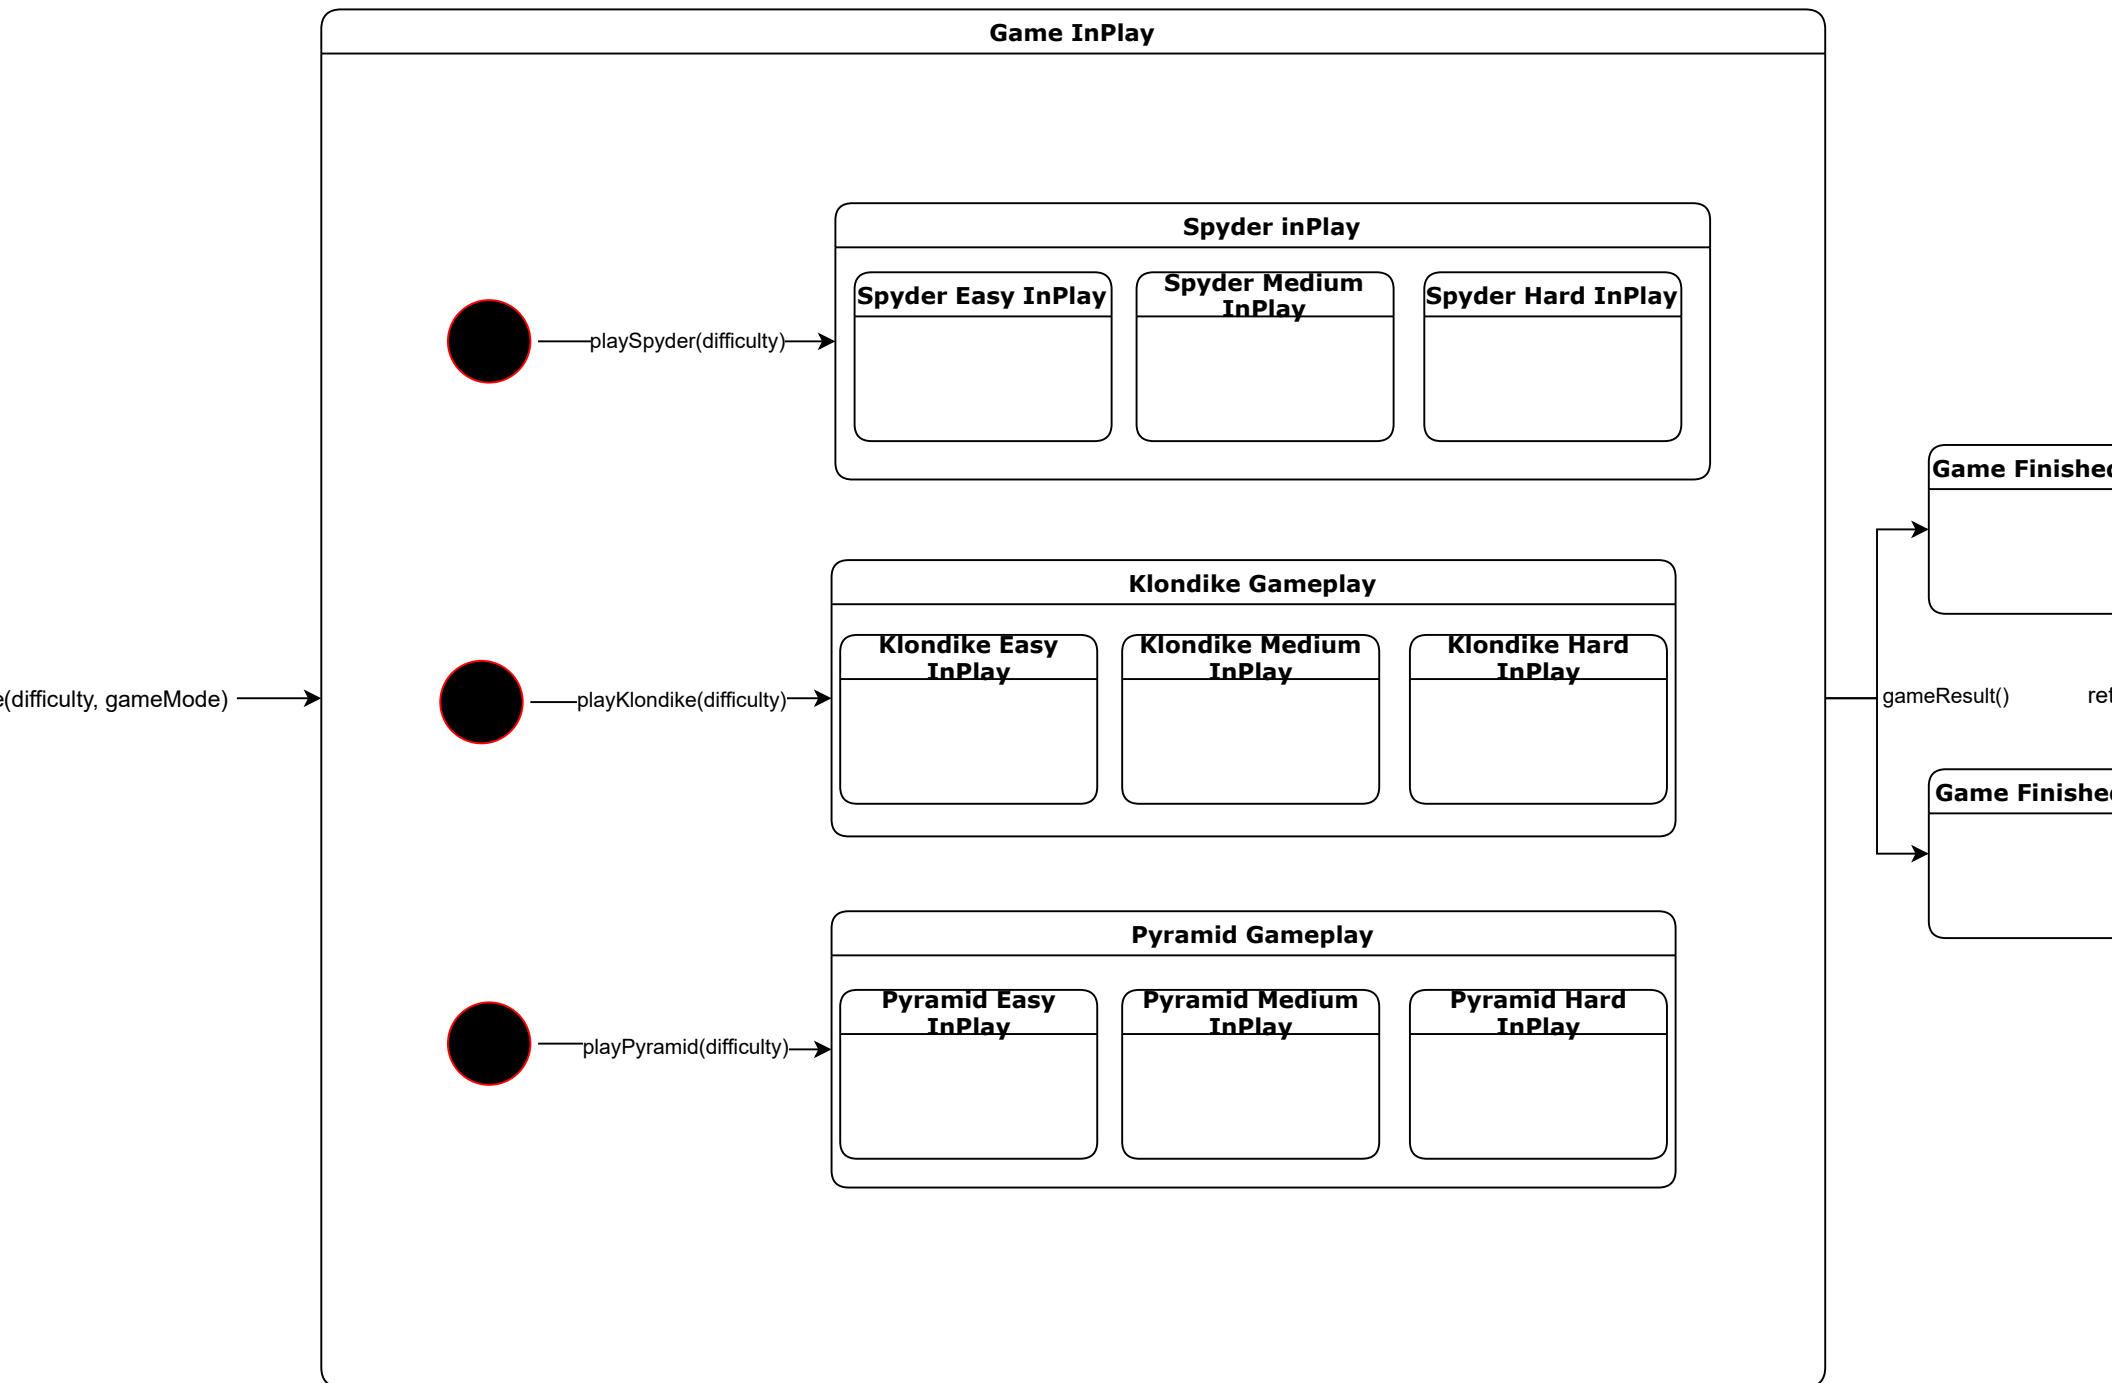 Game InPlay
Spyder inPlay
Spyder Easy InPlay
Spyder Medium
InPlay
Spyder Hard InPlay
playSpyder(difficulty)
Game Finished
Klondike Gameplay
Klondike Easy
InPlay
Klondike Medium
InPlay
Klondike Hard
InPlay
e(difficulty, gameMode)
playKlondike(difficulty)
gameResult()
ret
Game Finished
Pyramid Gameplay
Pyramid Easy
InPlay
Pyramid Medium
InPlay
Pyramid Hard
InPlay
playPyramid(difficulty)